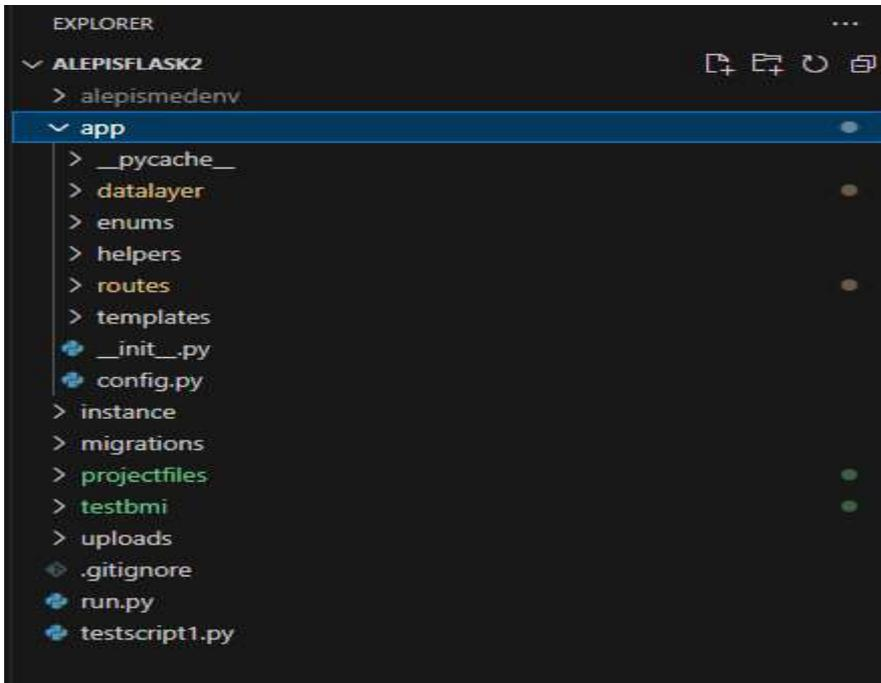 EXPLORER
ALEPISFLASK2
alepismedenv
app
__pycache__
datalayer
enums
helpers
routes
templates
__init__.py
config.py
instance
migrations
projectfiles
testbmi
uploads
.gitignore
run.py
testscript1.py